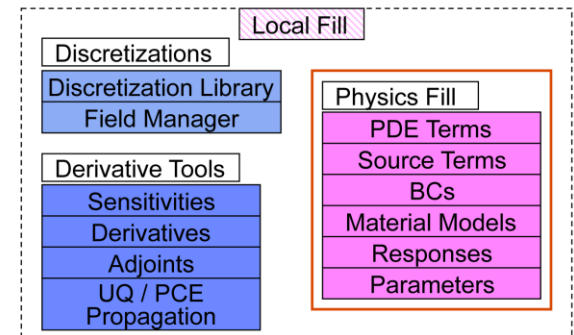 Local Fill
Discretizations
Discretization Library
Field Manager
Derivative Tools
Sensitivities
Derivatives
Adjoints
UQ / PCE
Propagation
Physics Fill
PDE Terms
Source Terms
BCs
Material Models
Responses
Parameters